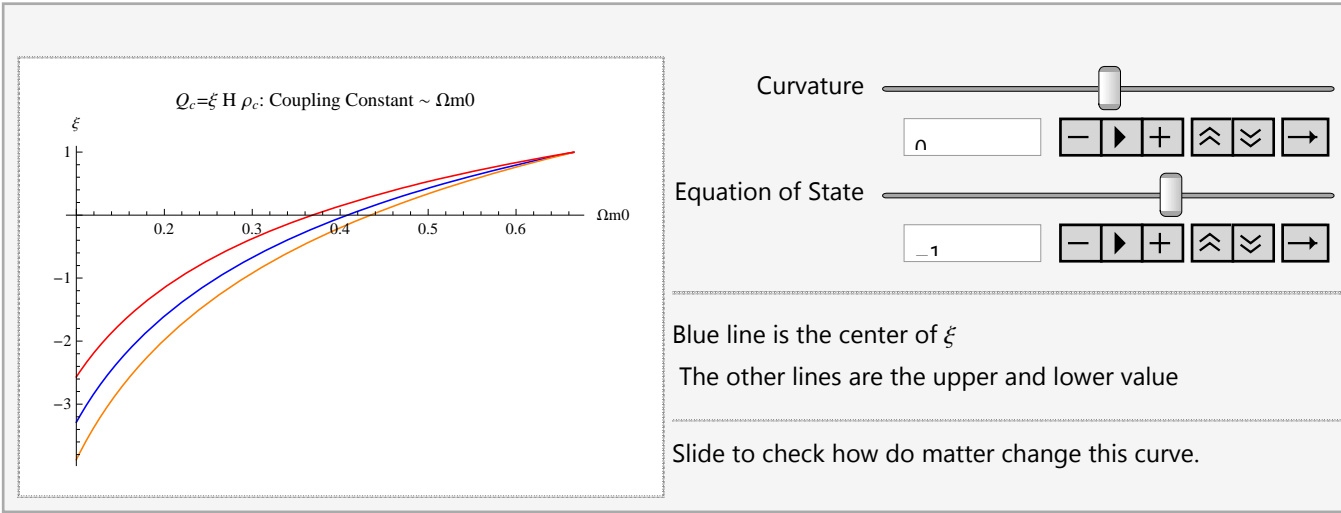 Q_c=ξ H ρ_c: Coupling Constant ~ Ωm0
ξ
1
−1
−2
−3
0.2 0.3 0.4 0.5 0.6
Ωm0
Curvature
0
Equation of State
−1
Blue line is the center of ξ
The other lines are the upper and lower value
Slide to check how do matter change this curve.